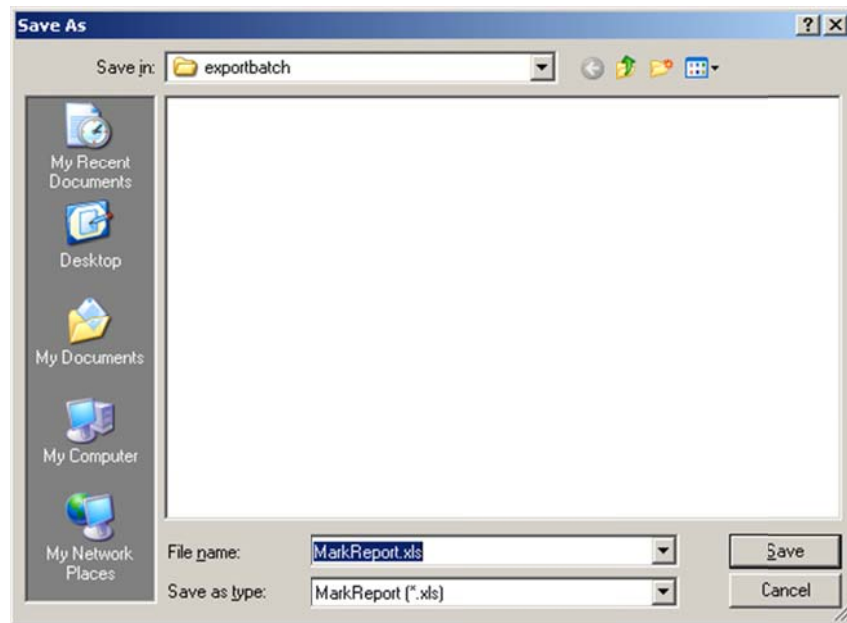 Save As
Save in: exportbatch
My Recent
Documents
Desktop
My Documents
My Computer
My Network
Places
File name: MarkReport.xls Save
Save as type: MarkReport (*.xls) Cancel